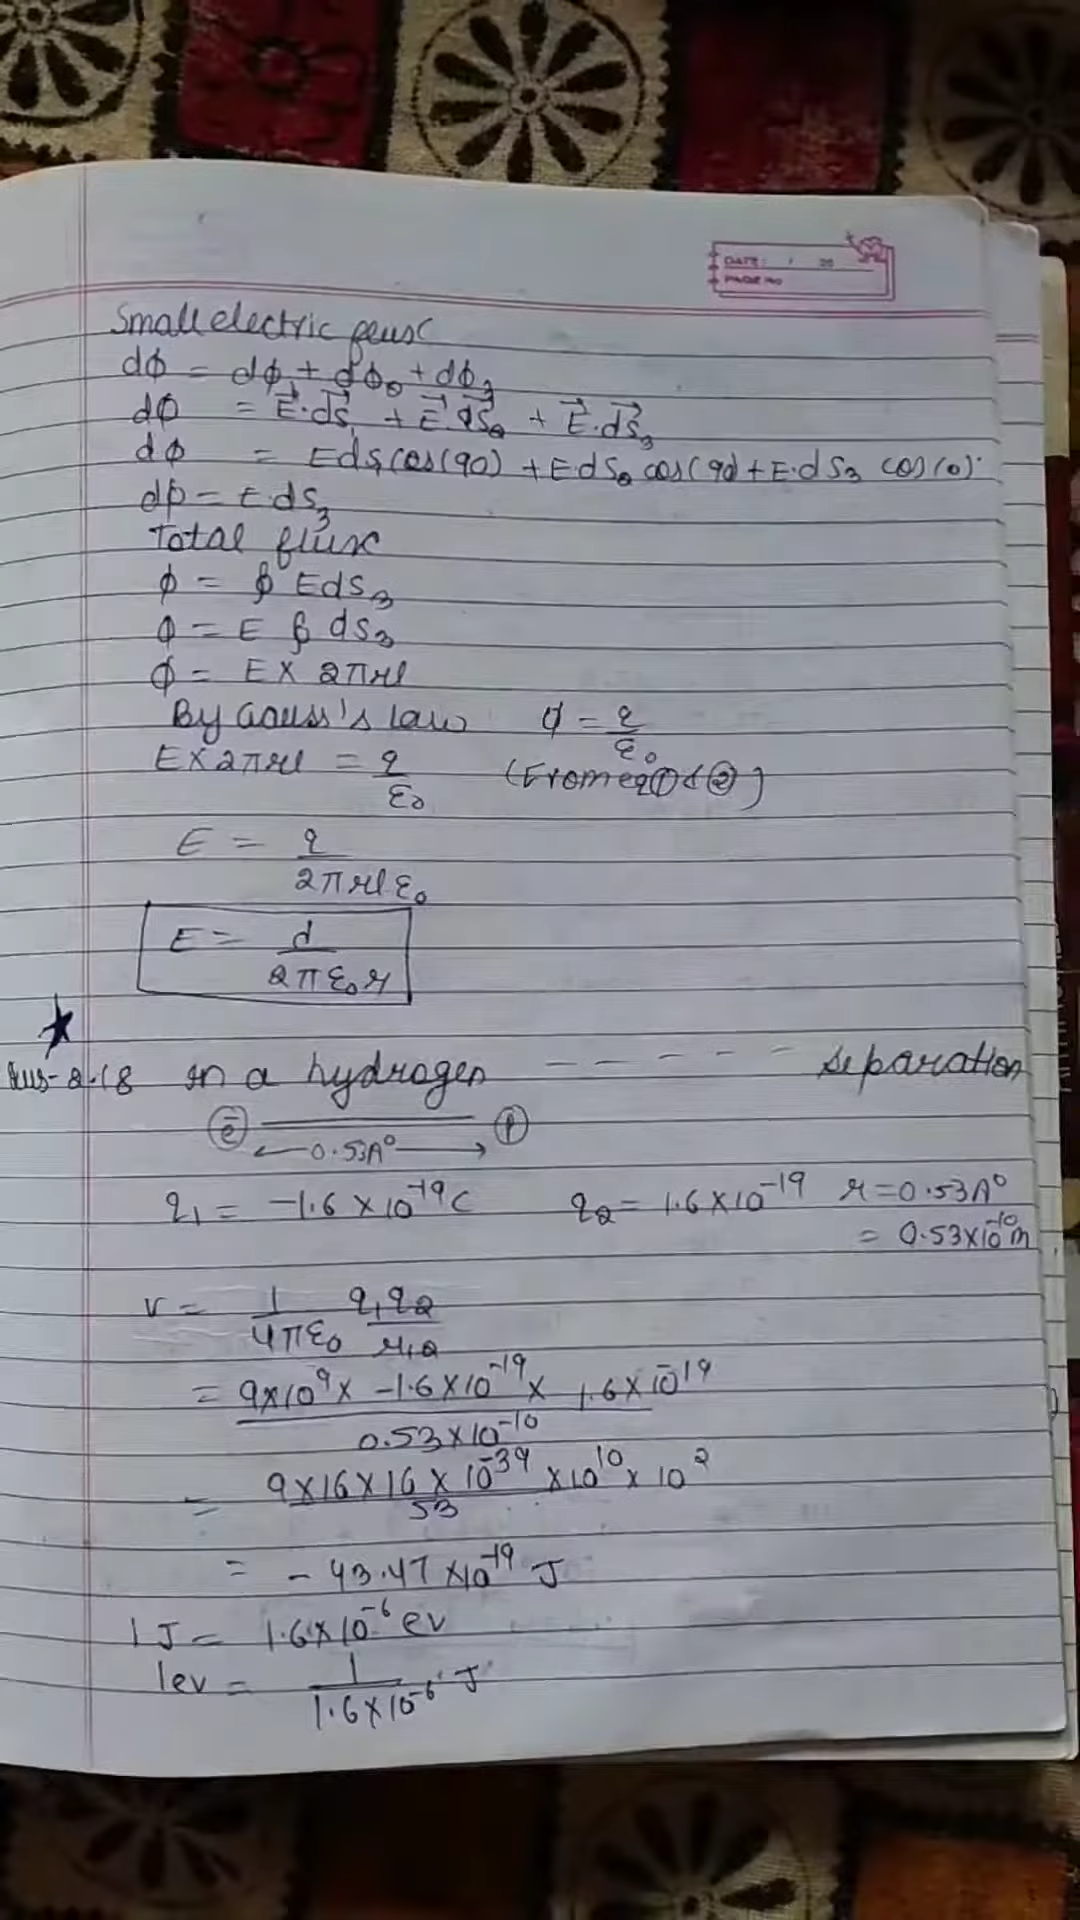 DATE: / 20
PAGE NO
Small electric flux
dϕ = dϕ₁ + dϕ₂ + dϕ₃
dϕ = E⃗.ds⃗₁ + E⃗.ds⃗₂ + E⃗.ds⃗₃
dϕ = Eds₁cos(90) + Eds₂ cos(90) + E.ds₃ cos(0)
dϕ = E.ds₃
Total flux
ϕ = ∮ Eds₃
ϕ = E ∮ ds₃
ϕ = E× 2πrl
By Gauss's law ϕ = q/ε₀
E×2πrl = q/ε₀ (From eq① & ②)
E = q/2πrlε₀
E = d/2πε₀r
Qus-2.18 In a hydrogen ----- separation
e⁻ p
0.53A°
q₁ = -1.6×10⁻¹⁹C q₂ = 1.6×10⁻¹⁹ r=0.53A°
= 0.53×10⁻¹⁰m
V = 1/4πε₀ q₁q₂/r₁₂
= 9×10⁹× -1.6×10⁻¹⁹× 1.6×10⁻¹⁹/0.53×10⁻¹⁰
= 9×16×16×10⁻³⁹×10¹⁰×10²/53
= -43.47×10⁻¹⁹ J
1J = 1.6×10⁻⁶ ev
1ev = 1/1.6×10⁻⁶ J